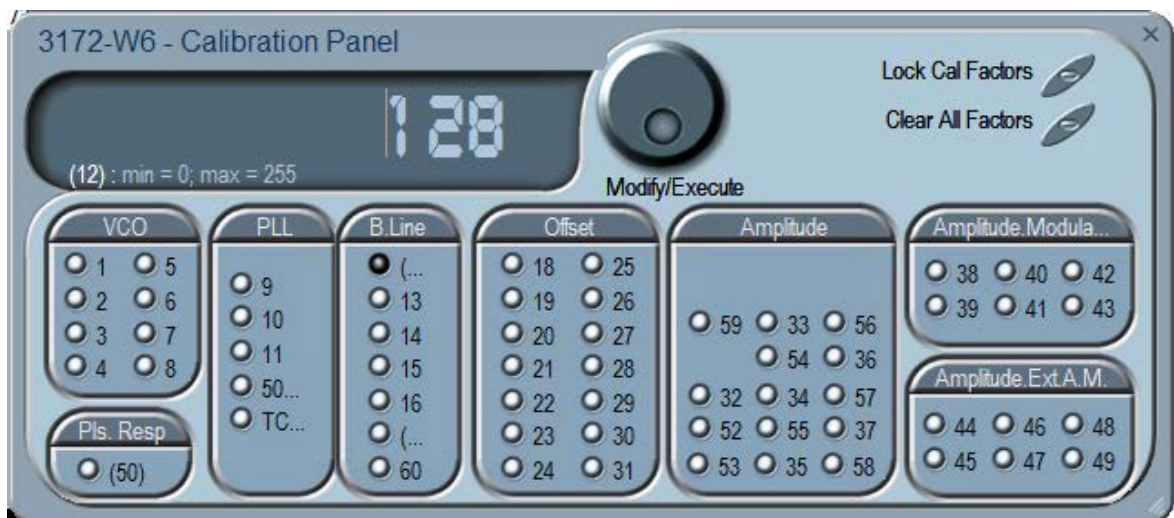 3172-W6 - Calibration Panel
128
(12) : min = 0; max = 255
Modify/Execute
Lock Cal Factors
Clear All Factors
VCO
1 5
2 6
3 7
4 8
Pls. Resp
(50)
PLL
9
10
11
50...
TC...
B.Line
(...
13
14
15
16
(...
60
Offset
18 25
19 26
20 27
21 28
22 29
23 30
24 31
Amplitude
59 33 56
54 36
32 34 57
52 55 37
53 35 58
Amplitude.Modula...
38 40 42
39 41 43
Amplitude.Ext.A.M.
44 46 48
45 47 49